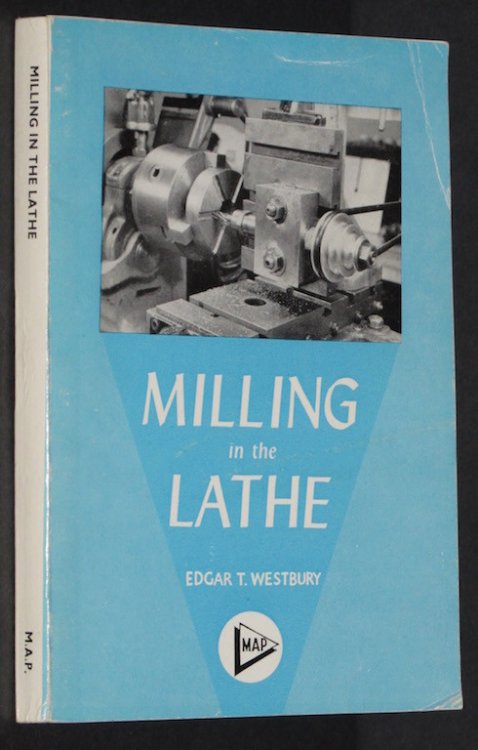 MILLING IN THE LATHE
M.A.P.
MILLING
in the
LATHE
EDGAR T. WESTBURY
MAP